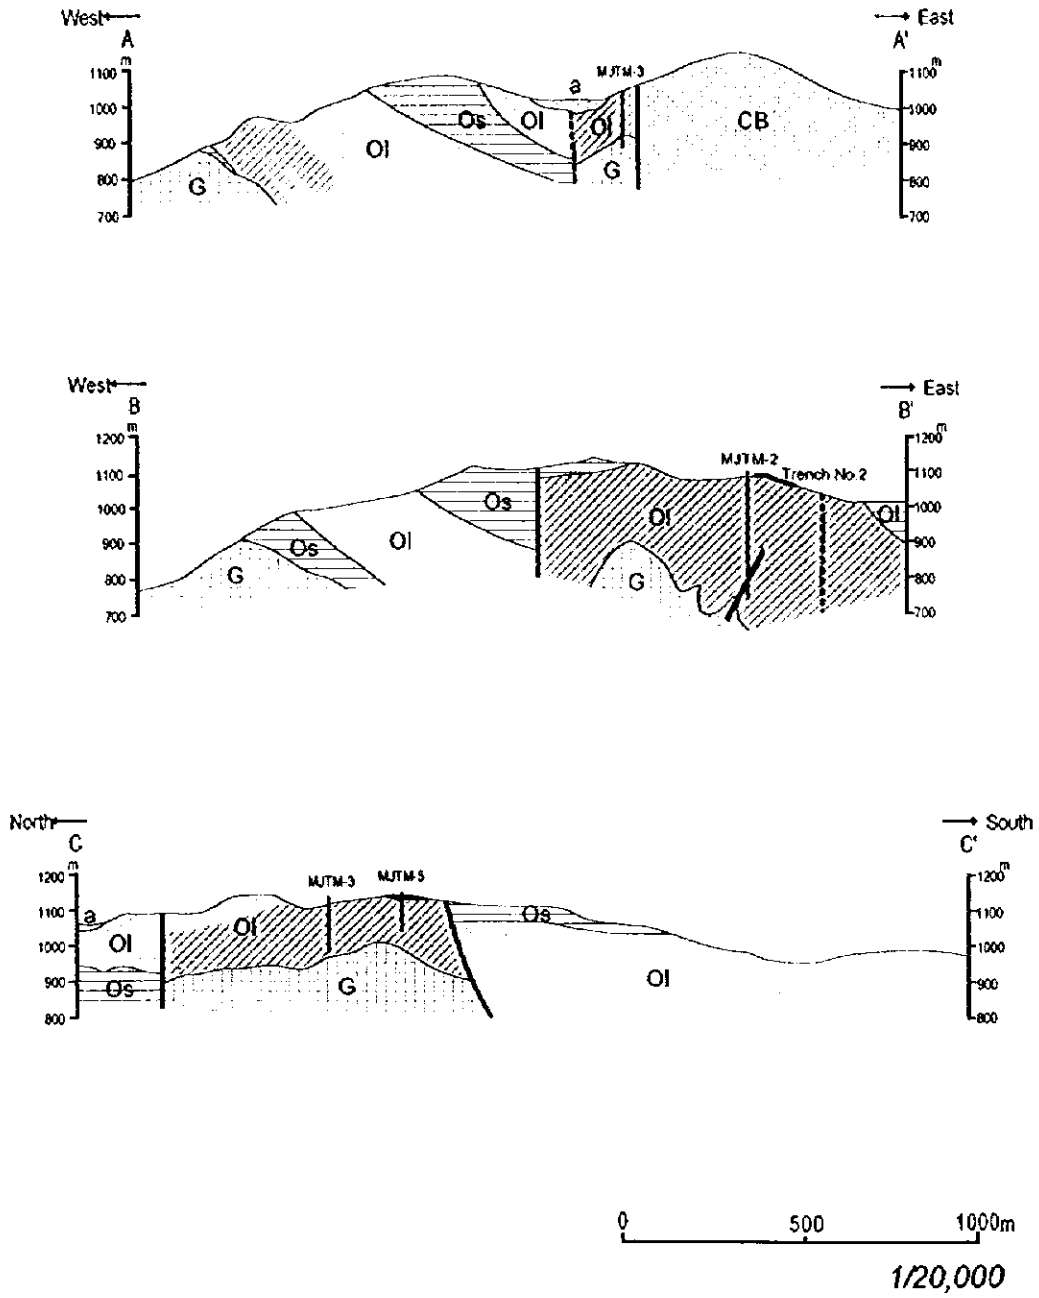 West East
A A'
m m
MJTM-3
1100 1100
a
1000 Os Ol Ol CB 1000
900 Ol 900
800 G G 800
700 700
West East
B B'
m m
1200 1200
MJTM-2
1100 Trench No.2 1100
1000 Os Ol Ol 1000
900 Os Ol 900
800 G G 800
700 700
North South
C C'
m m
1200 MJTM-3 MJTM-5 1200
1100 a Ol Os 1100
1000 Ol 1000
900 Os G Ol 900
800 800
0 500 1000m
1/20,000